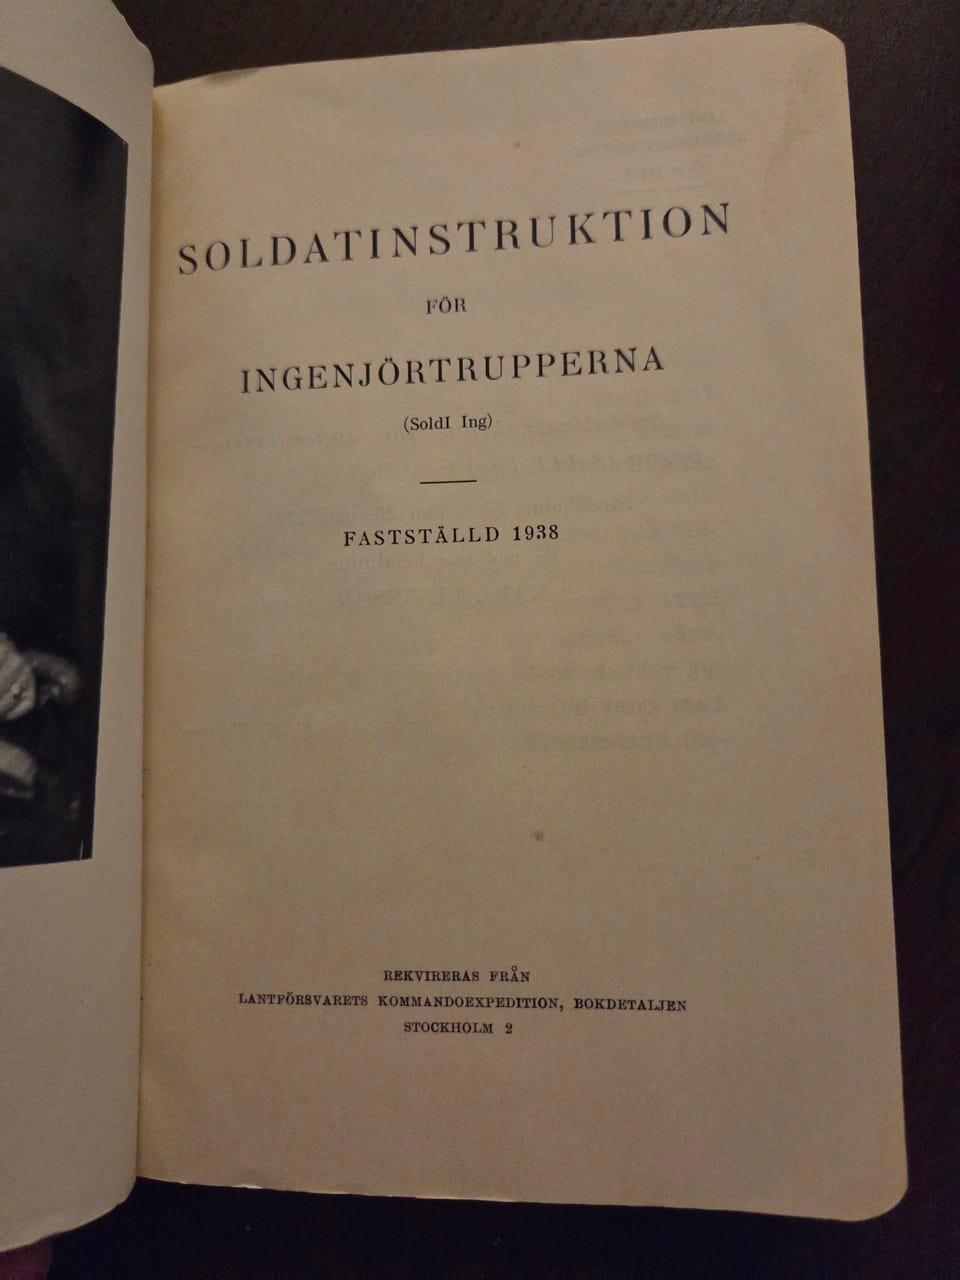 SOLDATINSTRUKTION
FÖR
INGENJÖRTRUPPERNA
(SoldI Ing)
FASTSTÄLLD 1938
REKVIRERAS FRÅN
LANTFÖRSVARETS KOMMANDOEXPEDITION, BOKDETALJEN
STOCKHOLM 2